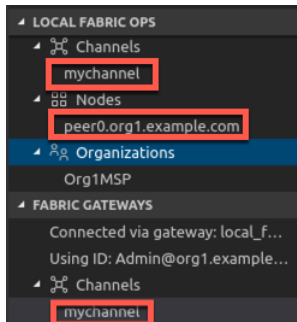 LOCAL FABRIC OPS
Channels
mychannel
Nodes
peer0.org1.example.com
Organizations
Org1MSP
FABRIC GATEWAYS
Connected via gateway: local_f...
Using ID: Admin@org1.example...
Channels
mychannel